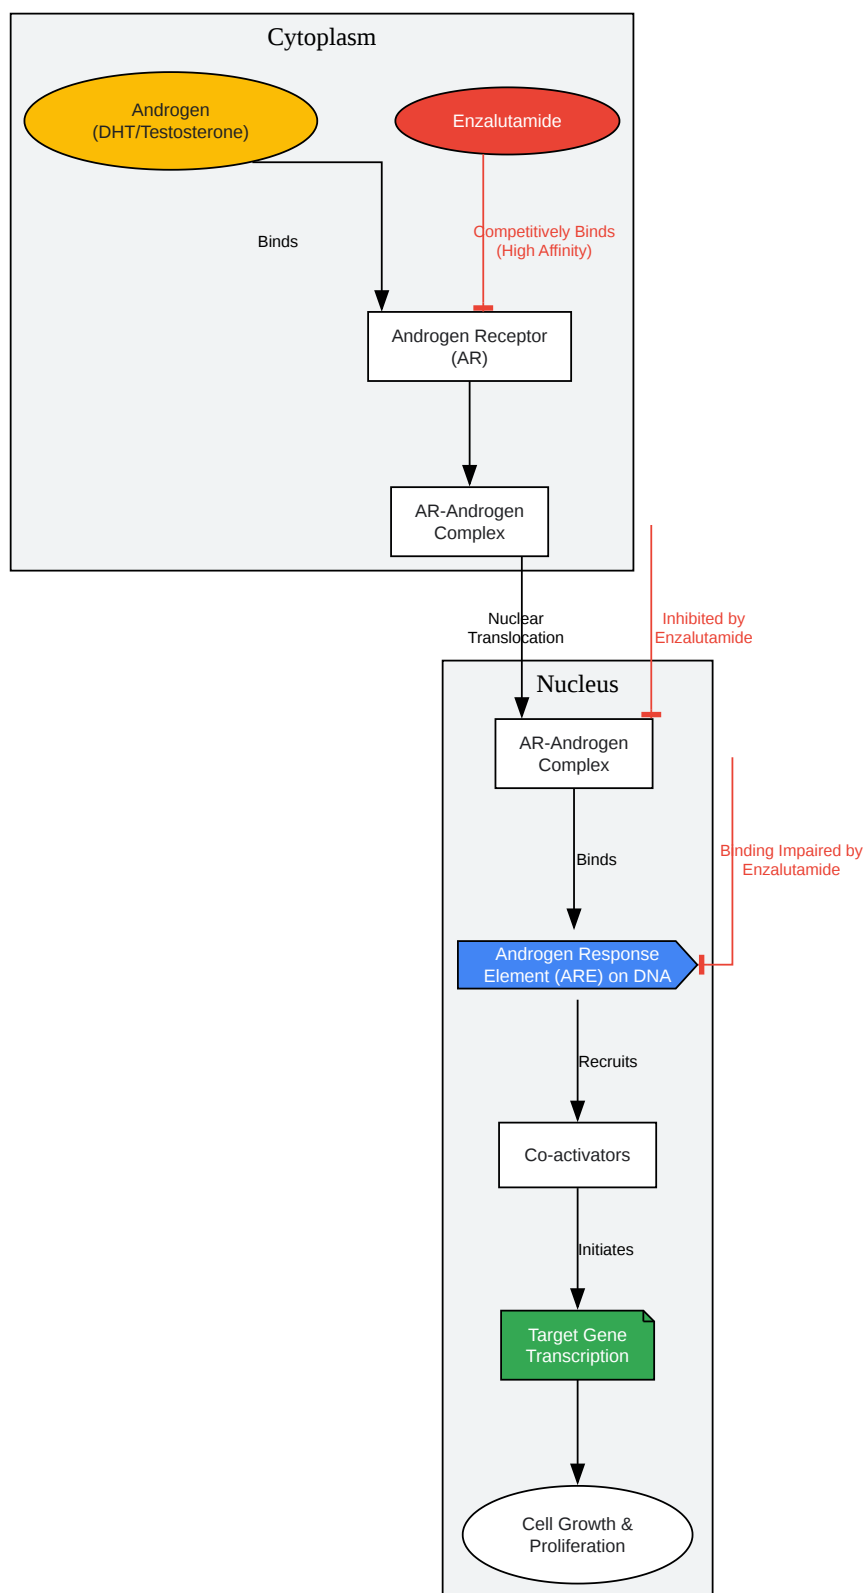 Cytoplasm
Androgen
(DHT/Testosterone)
Enzalutamide
Binds
Competitively Binds
(High Affinity)
Androgen Receptor
(AR)
AR-Androgen
Complex
Nuclear
Translocation
Inhibited by
Enzalutamide
Nucleus
AR-Androgen
Complex
Binds
Binding Impaired by
Enzalutamide
Androgen Response
Element (ARE) on DNA
Recruits
Co-activators
Initiates
Target Gene
Transcription
Cell Growth &
Proliferation